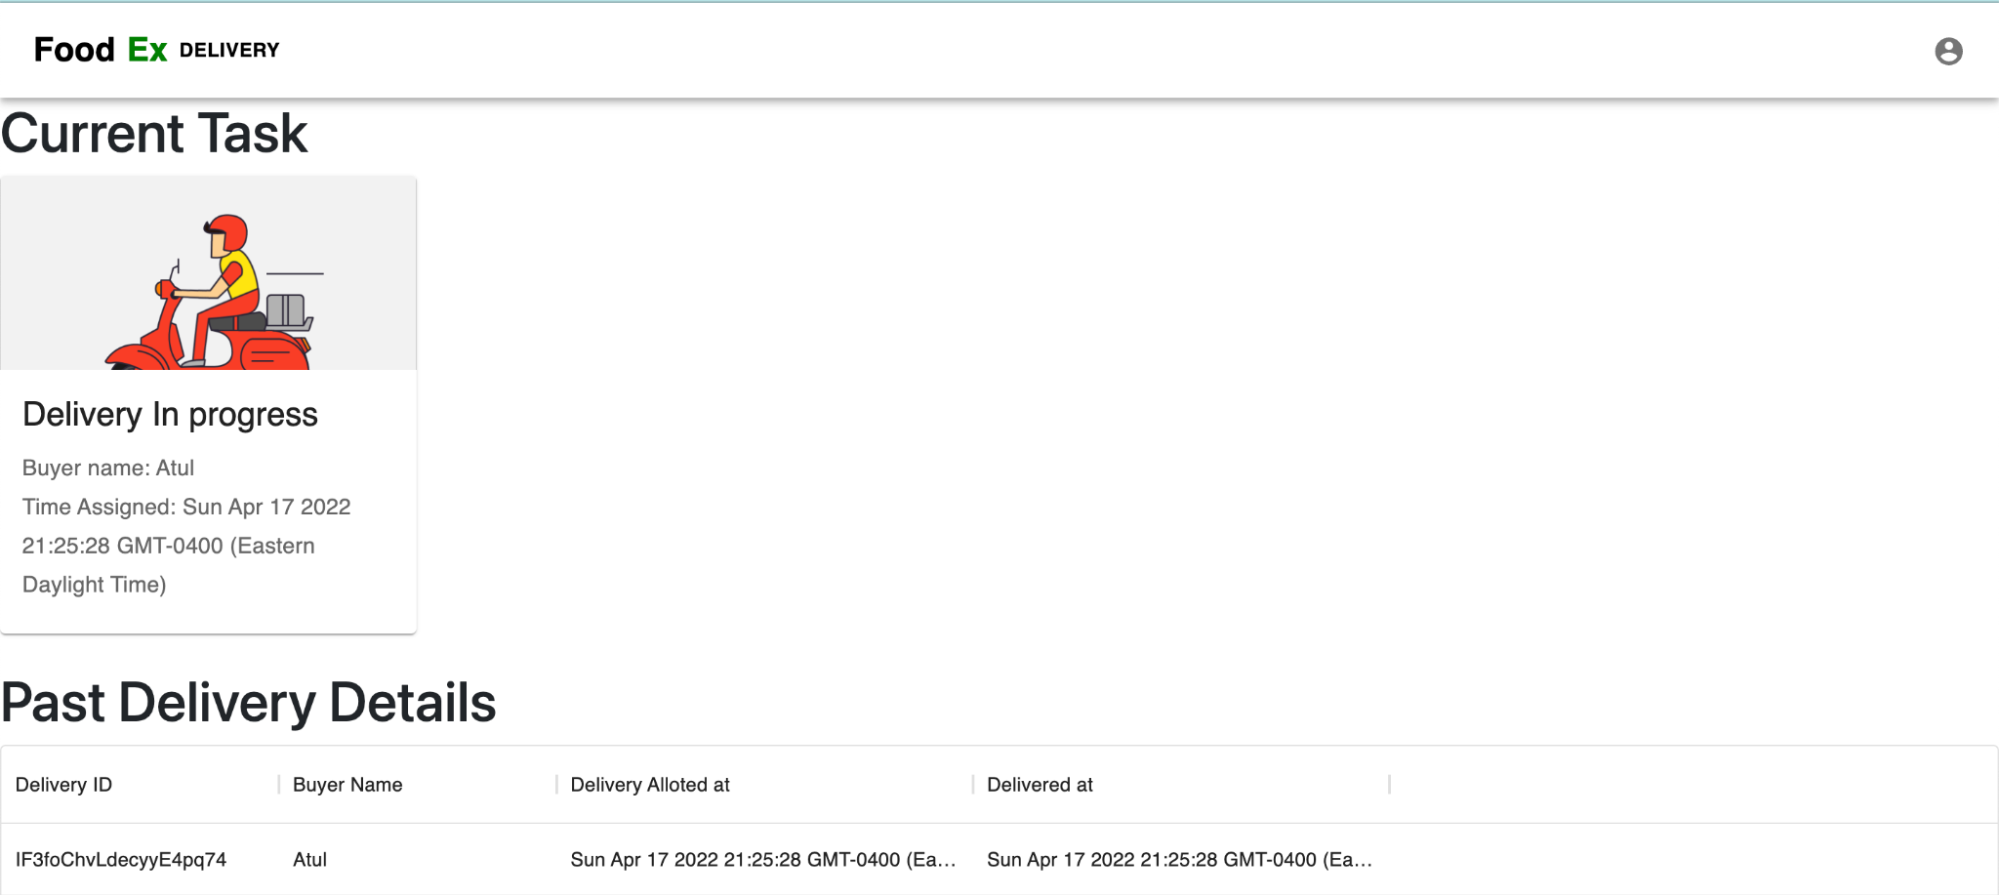 Food Ex DELIVERY
Current Task
Delivery In progress
Buyer name: Atul
Time Assigned: Sun Apr 17 2022
21:25:28 GMT-0400 (Eastern
Daylight Time)
Past Delivery Details
Delivery ID Buyer Name Delivery Alloted at Delivered at
IF3foChvLdecyyE4pq74 Atul Sun Apr 17 2022 21:25:28 GMT-0400 (Ea... Sun Apr 17 2022 21:25:28 GMT-0400 (Ea...